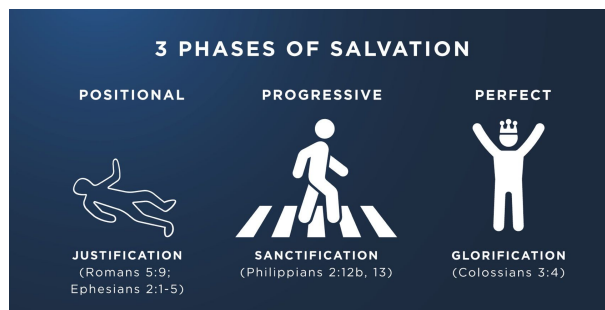 3 PHASES OF SALVATION
POSITIONAL
PROGRESSIVE
PERFECT
JUSTIFICATION
(Romans 5:9;
Ephesians 2:1-5)
SANCTIFICATION
(Philippians 2:12b, 13)
GLORIFICATION
(Colossians 3:4)